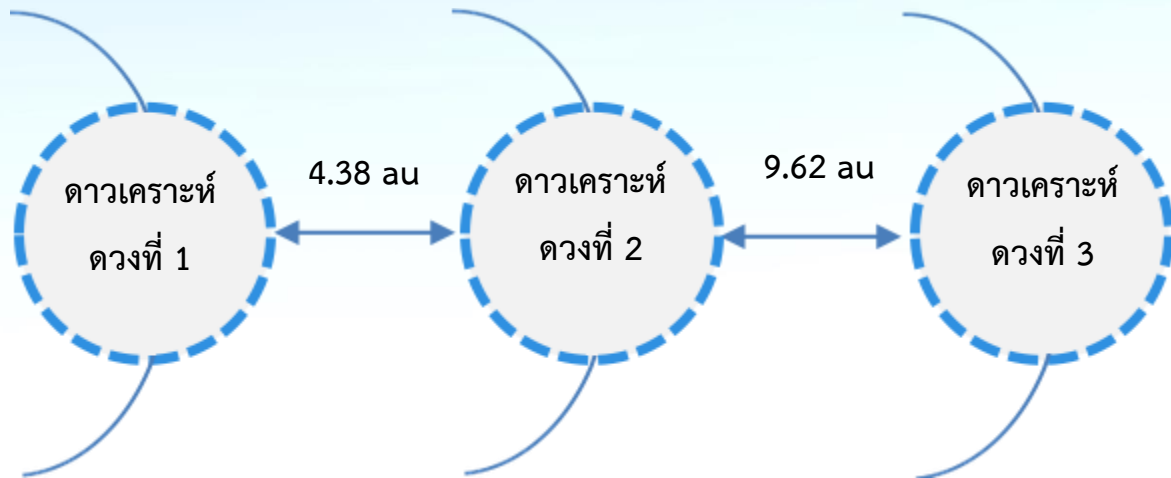 ดาวเคราะห์
ดวงที่ 1
4.38 au
ดาวเคราะห์
ดวงที่ 2
9.62 au
ดาวเคราะห์
ดวงที่ 3